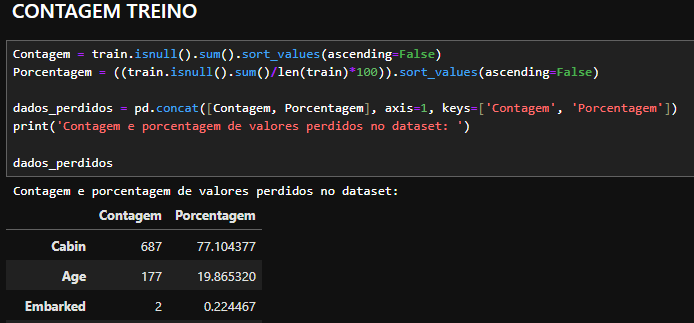 CONTAGEM TREINO
Contagem = train.isnull().sum().sort_values(ascending=False)
Porcentagem = ((train.isnull().sum()/len(train)*100)).sort_values(ascending=False)
dados_perdidos = pd.concat([Contagem, Porcentagem], axis=1, keys=['Contagem', 'Porcentagem'])
print('Contagem e porcentagem de valores perdidos no dataset: ')
dados_perdidos
Contagem e porcentagem de valores perdidos no dataset:
Contagem Porcentagem
Cabin 687 77.104377
Age 177 19.865320
Embarked 2 0.224467